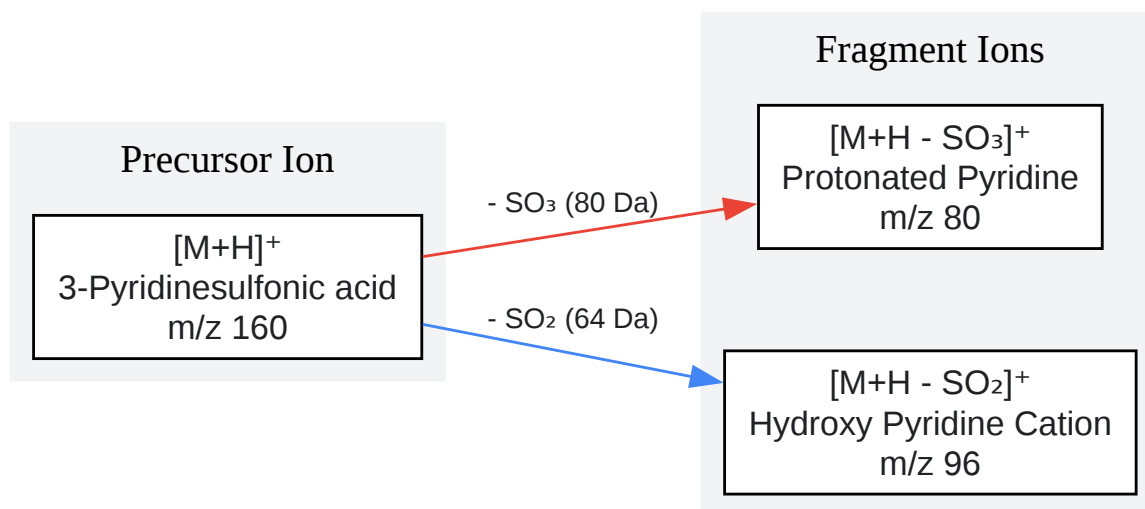 Precursor Ion
[M+H]⁺
3-Pyridinesulfonic acid
m/z 160
- SO₃ (80 Da)
- SO₂ (64 Da)
Fragment Ions
[M+H - SO₃]⁺
Protonated Pyridine
m/z 80
[M+H - SO₂]⁺
Hydroxy Pyridine Cation
m/z 96